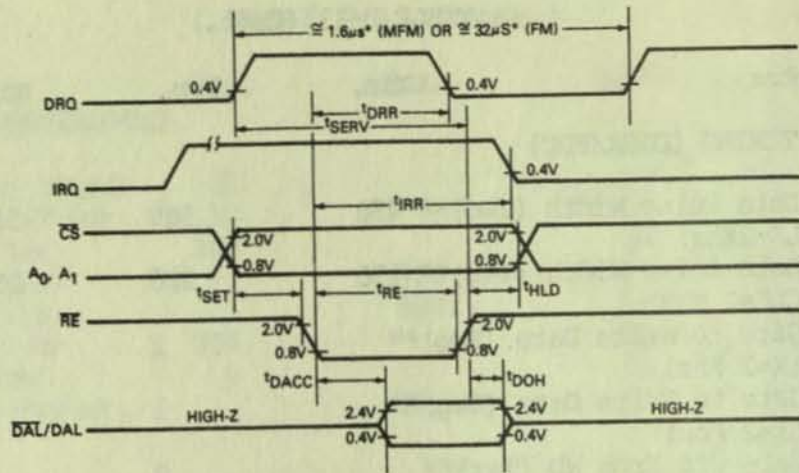 ≅ 1.6µs* (MFM) OR ≅ 32µS* (FM)
DRQ
0.4V
0.4V
0.4V
tDRR
tSERV
IRQ
0.4V
tIRR
CS
2.0V
2.0V
A0, A1
0.8V
0.8V
tSET
tRE
tHLD
RE
2.0V
2.0V
0.8V
0.8V
tDACC
tDOH
DAL/DAL
HIGH-Z
2.4V
2.4V
HIGH-Z
0.4V
0.4V